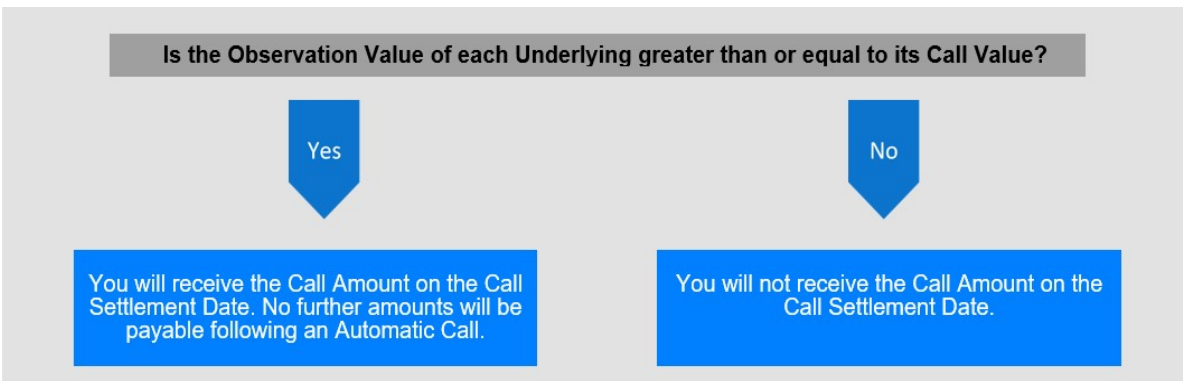 Is the Observation Value of each Underlying greater than or equal to its Call Value?
Yes
No
You will receive the Call Amount on the Call
Settlement Date. No further amounts will be
payable following an Automatic Call.
You will not receive the Call Amount on the
Call Settlement Date.